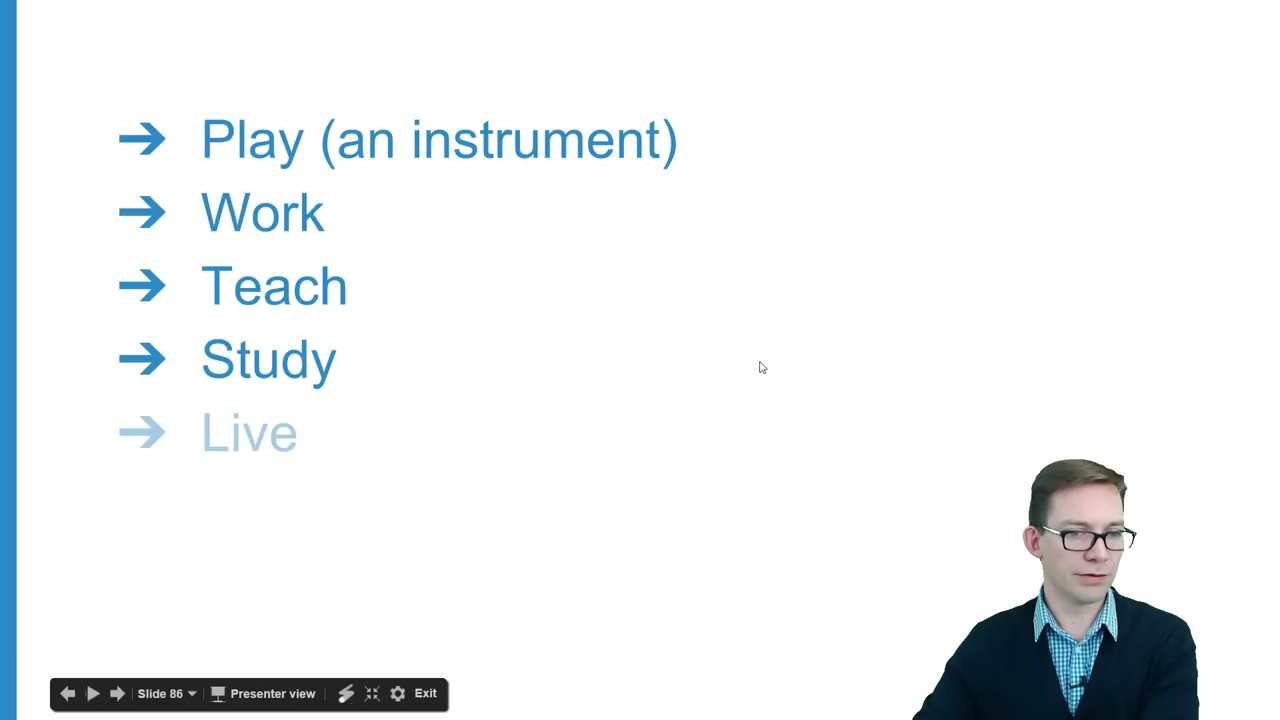 Play (an instrument)
Work
Teach
Study
Live
Slide 86 Presenter view Exit